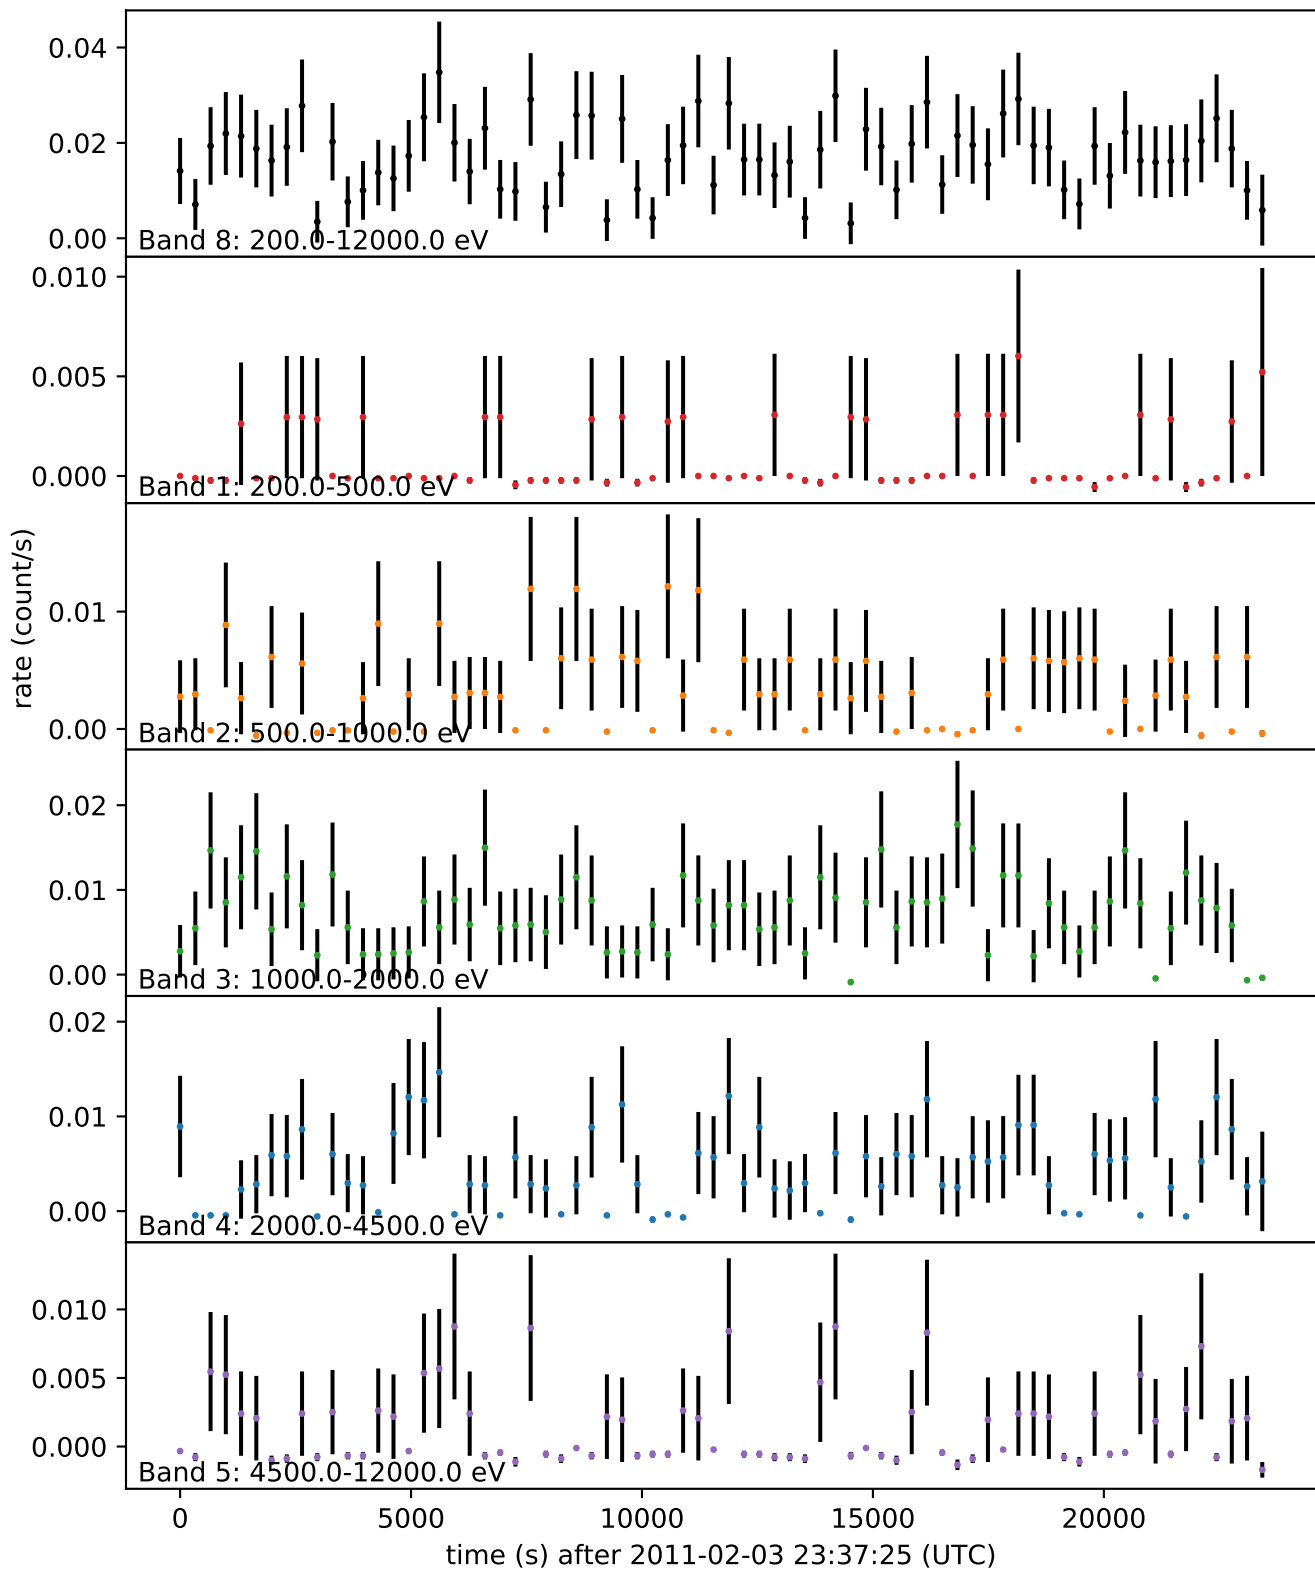 0.04
0.02
0.00
Band 8: 200.0-12000.0 eV
0.010
0.005
0.000
Band 1: 200.0-500.0 eV
rate (count/s)
0.01
0.00
Band 2: 500.0-1000.0 eV
0.02
0.01
0.00
Band 3: 1000.0-2000.0 eV
0.02
0.01
0.00
Band 4: 2000.0-4500.0 eV
0.010
0.005
0.000
Band 5: 4500.0-12000.0 eV
0 5000 10000 15000 20000
time (s) after 2011-02-03 23:37:25 (UTC)